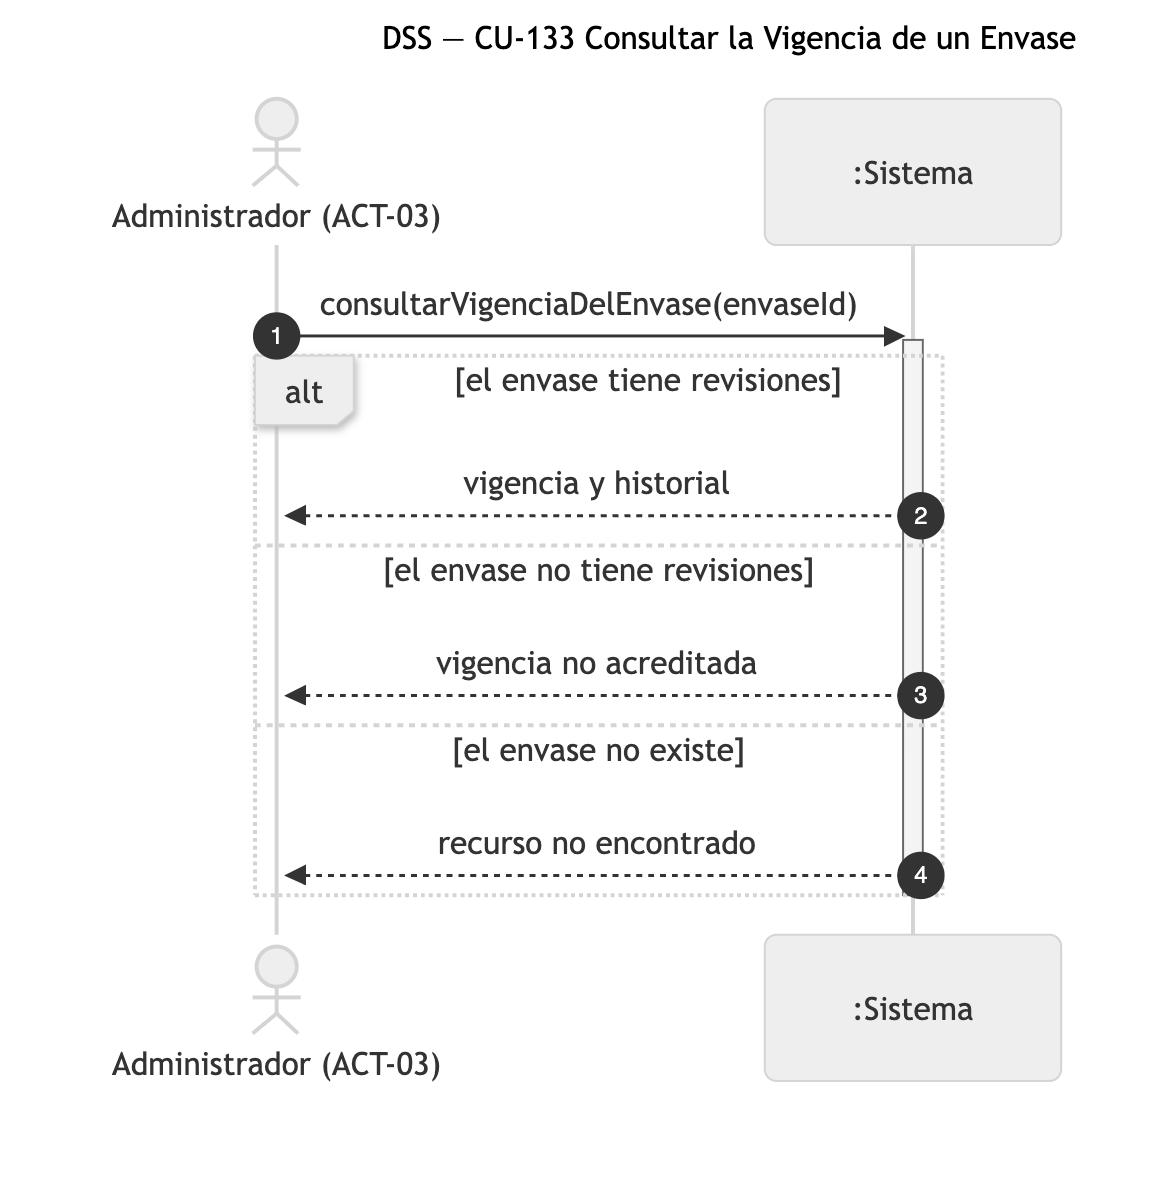 DSS — CU-133 Consultar la Vigencia de un Envase
:Sistema
Administrador (ACT-03)
consultarVigenciaDelEnvase(envaseId)
1
alt
[el envase tiene revisiones]
vigencia y historial
2
[el envase no tiene revisiones]
vigencia no acreditada
3
[el envase no existe]
recurso no encontrado
4
:Sistema
Administrador (ACT-03)